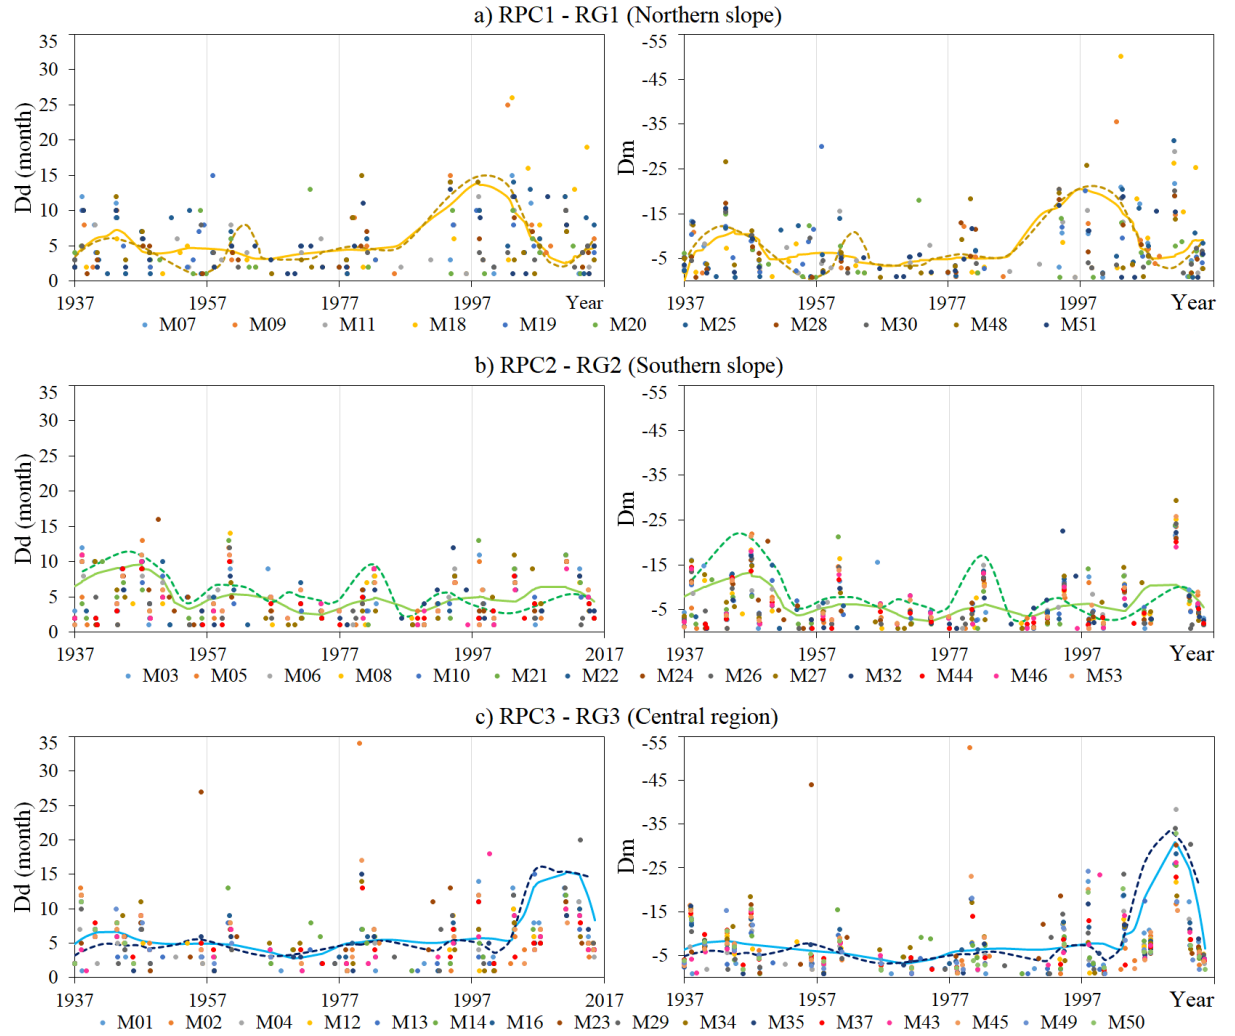 a) RPC1 - RG1 (Northern slope)
Dd (month)
35
30
25
20
15
10
5
0
1937 1957 1977 1997 Year
Dm
-55
-45
-35
-25
-15
-5
1937 1957 1977 1997 Year
M07 M09 M11 M18 M19 M20 M25 M28 M30 M48 M51
b) RPC2 - RG2 (Southern slope)
Dd (month)
35
30
25
20
15
10
5
0
1937 1957 1977 1997 2017
Dm
-55
-45
-35
-25
-15
-5
1937 1957 1977 1997 Year
M03 M05 M06 M08 M10 M21 M22 M24 M26 M27 M32 M44 M46 M53
c) RPC3 - RG3 (Central region)
Dd (month)
35
30
25
20
15
10
5
0
1937 1957 1977 1997 2017
Dm
-55
-45
-35
-25
-15
-5
1937 1957 1977 1997 Year
M01 M02 M04 M12 M13 M14 M16 M23 M29 M34 M35 M37 M43 M45 M49 M50